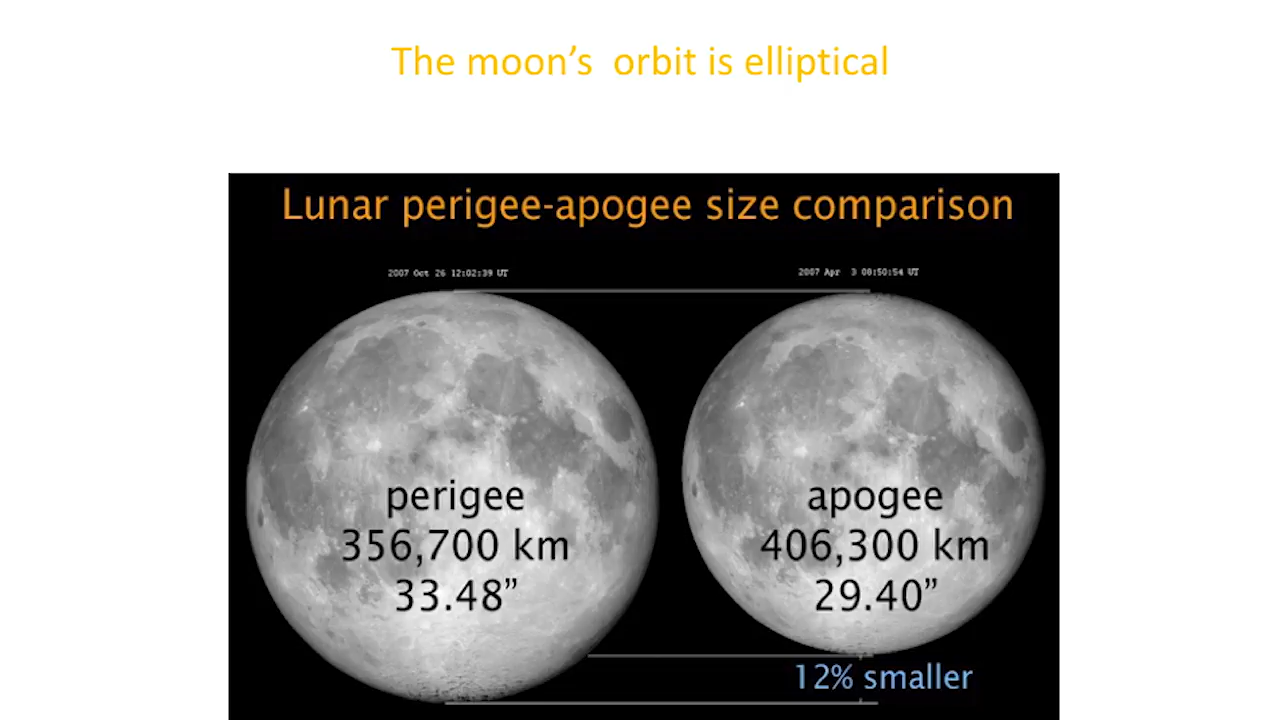 The moon’s  orbit is elliptical
Lunar perigee-apogee size comparison
2007 Oct 26 12:02:39 UT
2007 Apr  3 08:50:54 UT
perigee
356,700 km
33.48”
apogee
406,300 km
29.40”
12% smaller